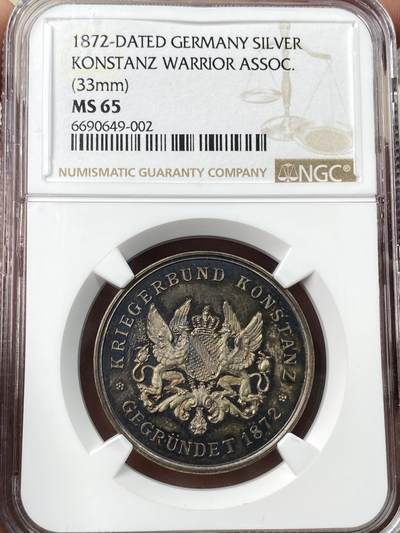 1872-DATED GERMANY SILVER
KONSTANZ WARRIOR ASSOC.
(33mm)
MS 65
6690649-002
NUMISMATIC GUARANTY COMPANY
NGC®
KRIEGERBUND KONSTANZ
GEGRÜNDET 1872